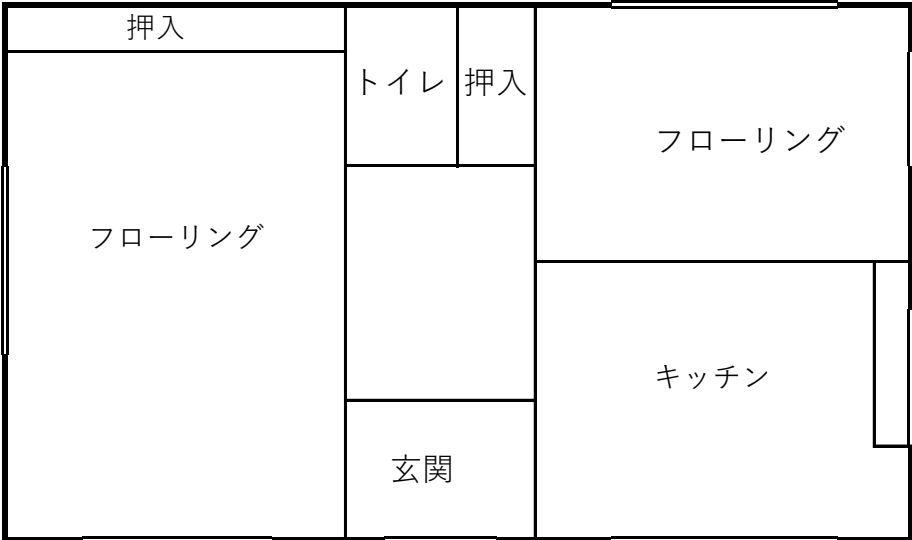 押入
トイレ
押入
フローリング
フローリング
キッチン
玄関